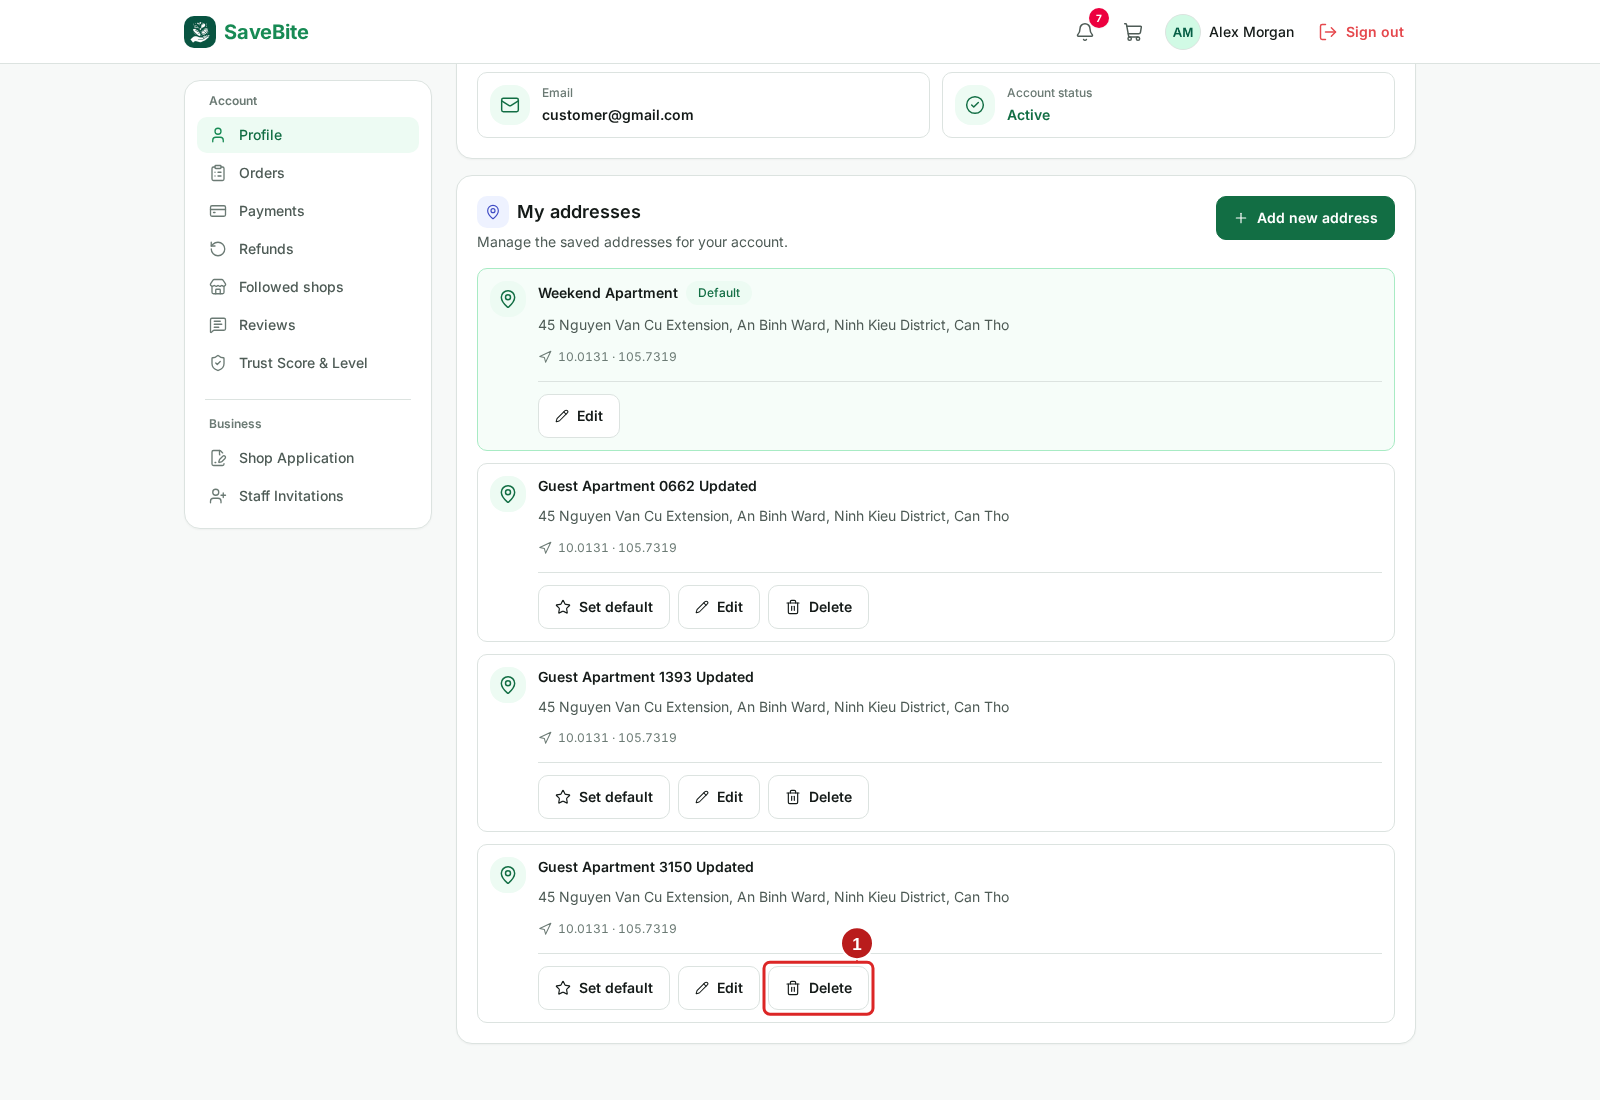 SaveBite
7
AM
Alex Morgan
Sign out
Account
Profile
Orders
Payments
Refunds
Followed shops
Reviews
Trust Score & Level
Business
Shop Application
Staff Invitations
Email
customer@gmail.com
Account status
Active
My addresses
Manage the saved addresses for your account.
Add new address
Weekend Apartment
Default
45 Nguyen Van Cu Extension, An Binh Ward, Ninh Kieu District, Can Tho
10.0131 · 105.7319
Edit
Guest Apartment 0662 Updated
45 Nguyen Van Cu Extension, An Binh Ward, Ninh Kieu District, Can Tho
10.0131 · 105.7319
Set default
Edit
Delete
Guest Apartment 1393 Updated
45 Nguyen Van Cu Extension, An Binh Ward, Ninh Kieu District, Can Tho
10.0131 · 105.7319
Set default
Edit
Delete
Guest Apartment 3150 Updated
45 Nguyen Van Cu Extension, An Binh Ward, Ninh Kieu District, Can Tho
10.0131 · 105.7319
1
Set default
Edit
Delete